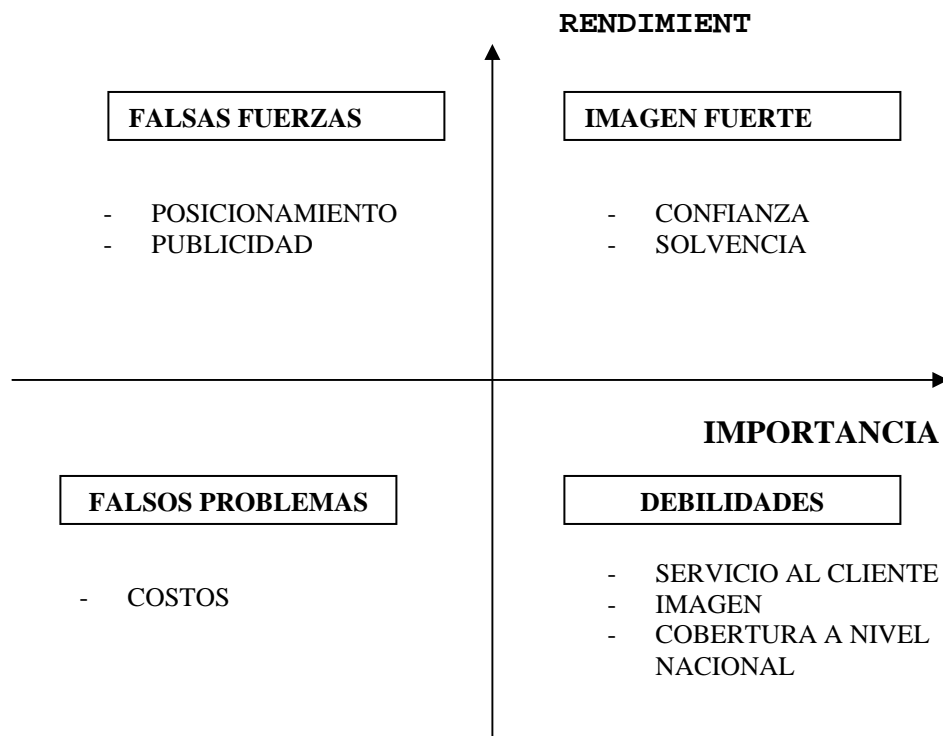 RENDIMIENT
FALSAS FUERZAS
IMAGEN FUERTE
- POSICIONAMIENTO
- PUBLICIDAD
- CONFIANZA
- SOLVENCIA
IMPORTANCIA
FALSOS PROBLEMAS
DEBILIDADES
- COSTOS
- SERVICIO AL CLIENTE
- IMAGEN
- COBERTURA A NIVEL
NACIONAL